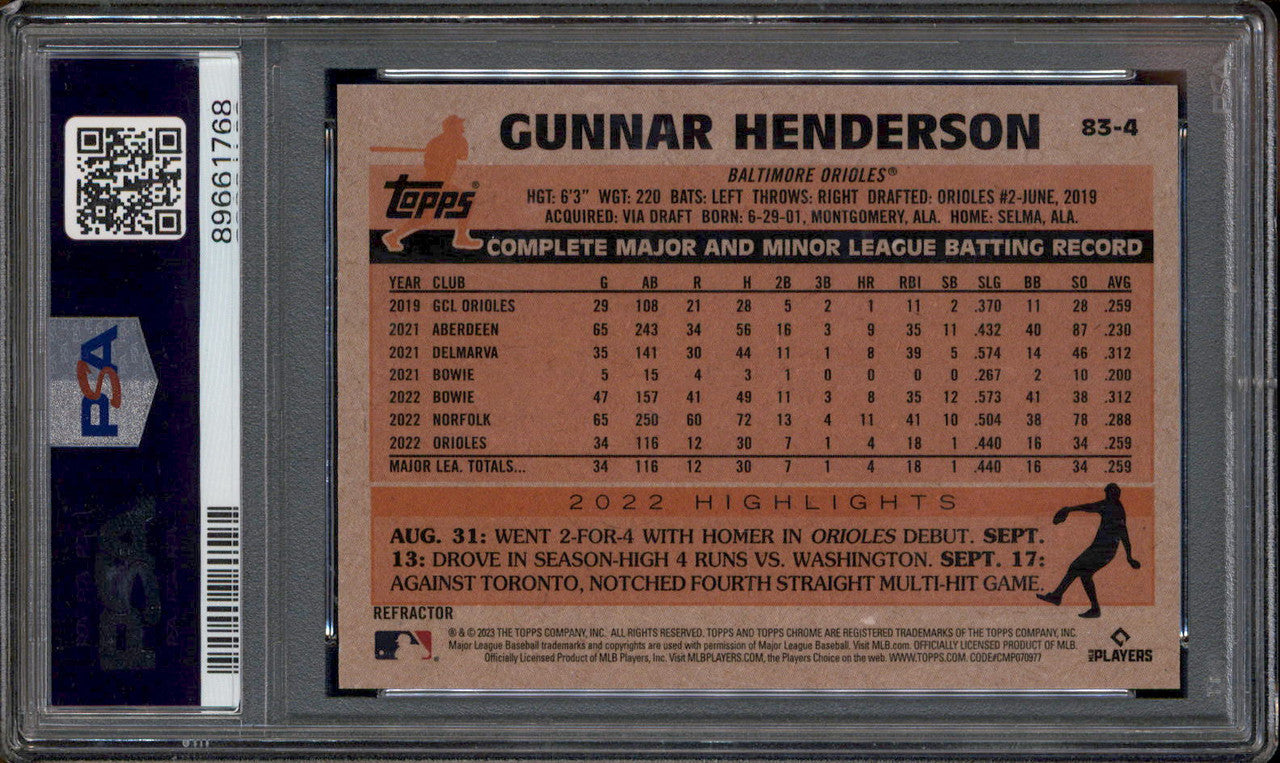 89661768
PSA
GUNNAR HENDERSON 83-4
BALTIMORE ORIOLES®
Topps®
HGT: 6'3" WGT: 220 BATS: LEFT THROWS: RIGHT DRAFTED: ORIOLES #2-JUNE, 2019
ACQUIRED: VIA DRAFT BORN: 6-29-01, MONTGOMERY, ALA. HOME: SELMA, ALA.
COMPLETE MAJOR AND MINOR LEAGUE BATTING RECORD
YEAR CLUB G AB R H 2B 3B HR RBI SB SLG BB SO AVG
2019 GCL ORIOLES 29 108 21 28 5 2 1 11 2 .370 11 28 .259
2021 ABERDEEN 65 243 34 56 16 3 9 35 11 .432 40 87 .230
2021 DELMARVA 35 141 30 44 11 1 8 39 5 .574 14 46 .312
2021 BOWIE 5 15 4 3 1 0 0 0 0 .267 2 10 .200
2022 BOWIE 47 157 41 49 11 3 8 35 12 .573 41 38 .312
2022 NORFOLK 65 250 60 72 13 4 11 41 10 .504 38 78 .288
2022 ORIOLES 34 116 12 30 7 1 4 18 1 .440 16 34 .259
MAJOR LEA. TOTALS... 34 116 12 30 7 1 4 18 1 .440 16 34 .259
2022 HIGHLIGHTS
AUG. 31: WENT 2-FOR-4 WITH HOMER IN ORIOLES DEBUT. SEPT.
13: DROVE IN SEASON-HIGH 4 RUNS VS. WASHINGTON. SEPT. 17:
AGAINST TORONTO, NOTCHED FOURTH STRAIGHT MULTI-HIT GAME.
REFRACTOR
® & © 2023 THE TOPPS COMPANY, INC. ALL RIGHTS RESERVED. TOPPS AND TOPPS CHROME ARE REGISTERED TRADEMARKS OF THE TOPPS COMPANY, INC.
Major League Baseball trademarks and copyrights are used with permission of Major League Baseball. Visit MLB.com. OFFICIALLY LICENSED PRODUCT OF MLB
Officially Licensed Product of MLB Players, Inc. Visit MLBPLAYERS.com, the Players Choice on the web. WWW.TOPPS.COM. CODE#CMP070977
MLB PLAYERS
PSA